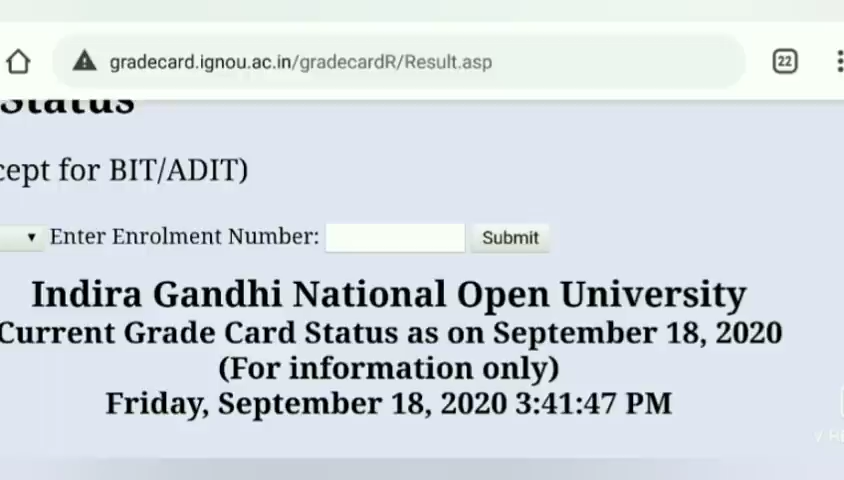 gradecard.ignou.ac.in/gradecardR/Result.asp
22
Status
cept for BIT/ADIT)
Enter Enrolment Number:
Submit
Indira Gandhi National Open University
Current Grade Card Status as on September 18, 2020
(For information only)
Friday, September 18, 2020 3:41:47 PM